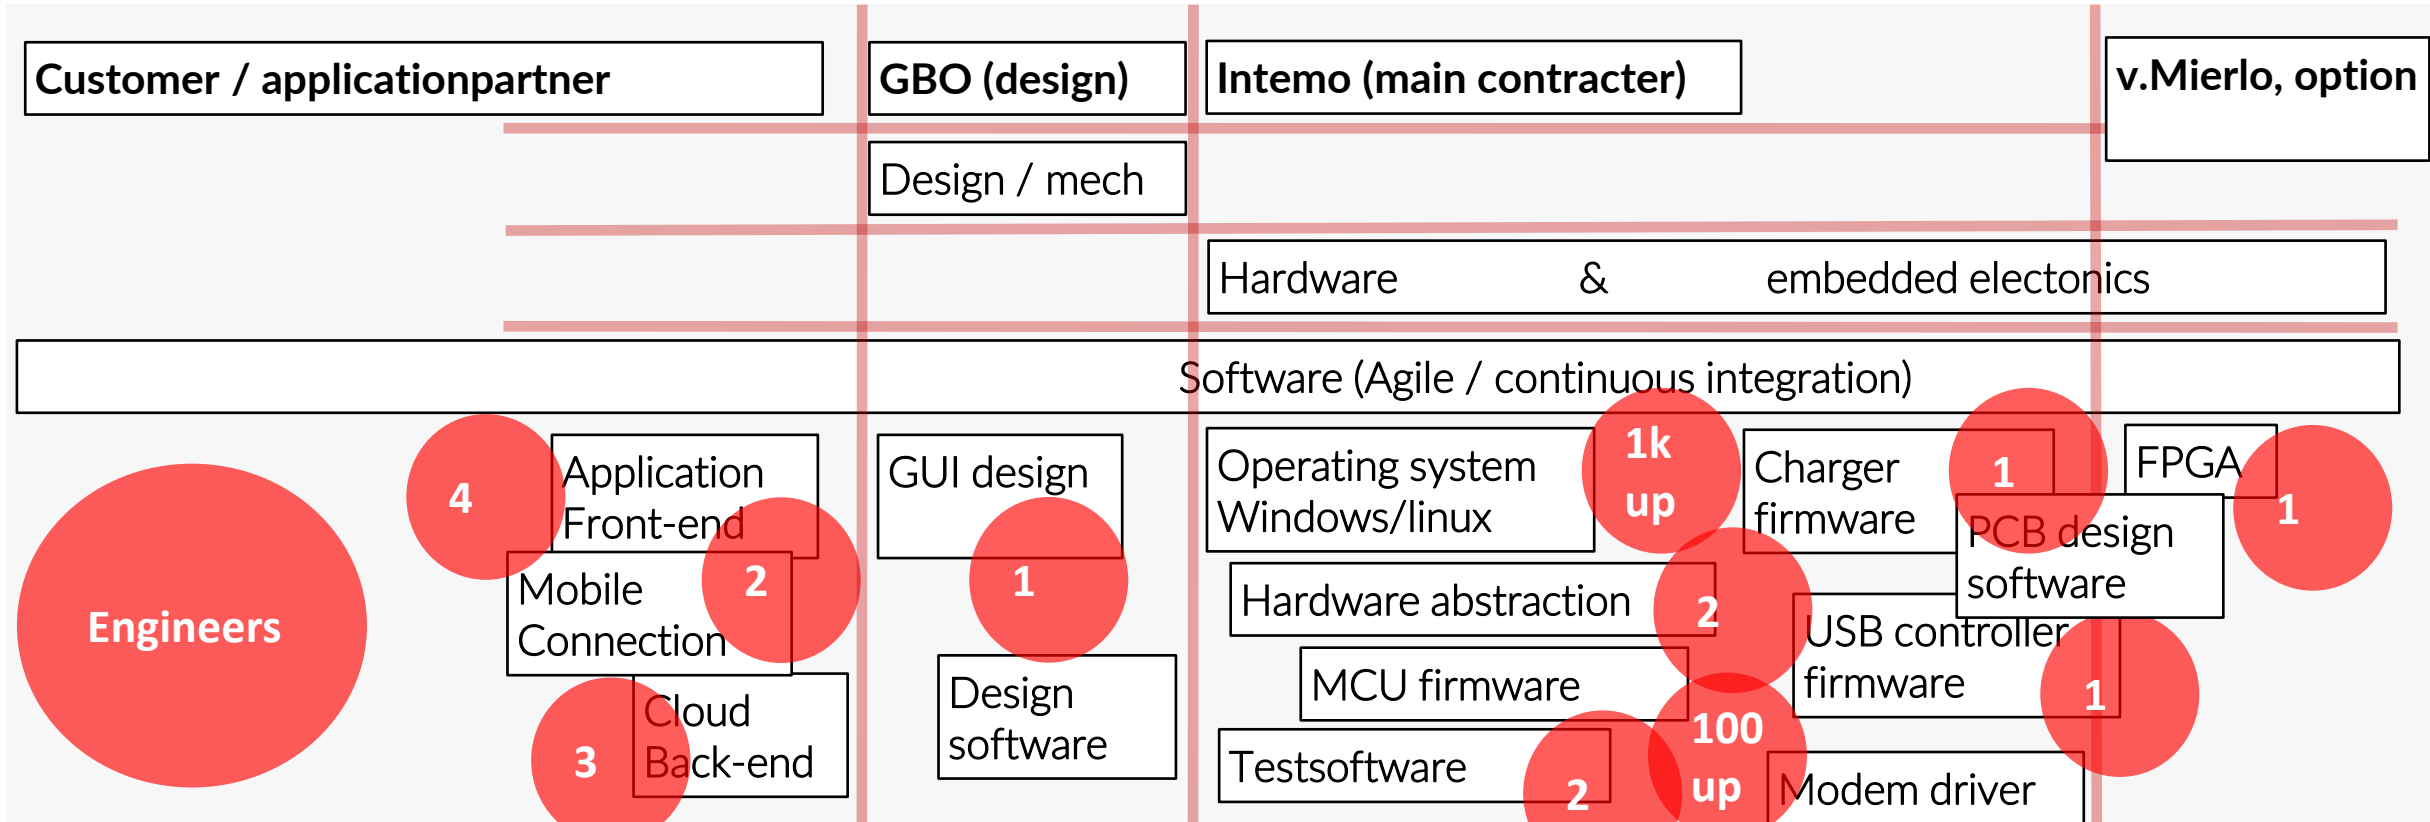 Customer / applicationpartner
GBO (design)
Intemo (main contracter)
v.Mierlo, option
Design / mech
Hardware & embedded electonics
Software (Agile / continuous integration)
Engineers
4
Application
Front-end
2
Mobile
Connection
3
Cloud
Back-end
GUI design
1
Design
software
Operating system
Windows/linux
1k
up
Hardware abstraction
2
MCU firmware
100
up
Testsoftware
2
Charger
firmware
1
PCB design
software
USB controller
firmware
1
Modem driver
FPGA
1